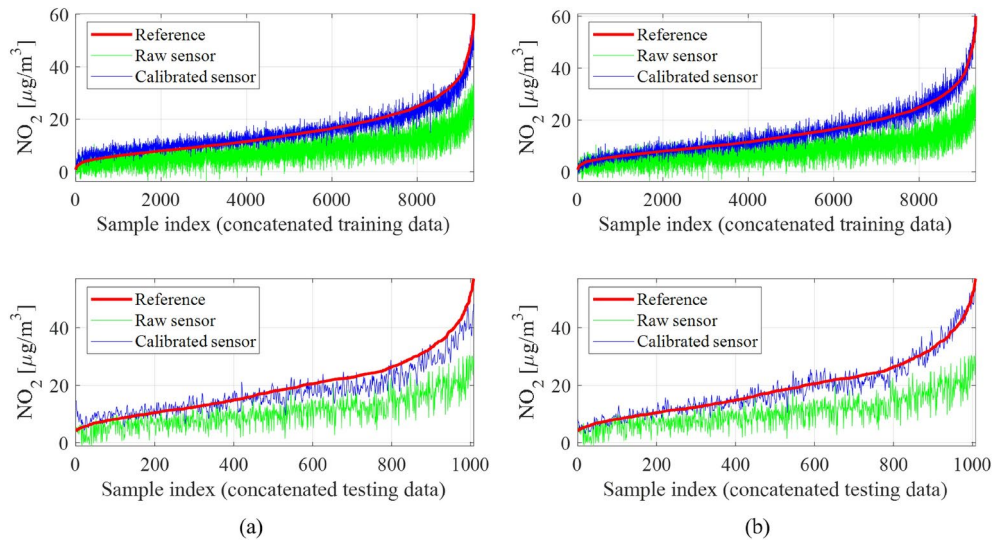 60
40
20
0
NO2 [μg/m3]
Reference
Raw sensor
Calibrated sensor
0 2000 4000 6000 8000
Sample index (concatenated training data)
60
40
20
0
NO2 [μg/m3]
Reference
Raw sensor
Calibrated sensor
0 2000 4000 6000 8000
Sample index (concatenated training data)
40
20
0
NO2 [μg/m3]
Reference
Raw sensor
Calibrated sensor
0 200 400 600 800 1000
Sample index (concatenated testing data)
(a)
40
20
0
NO2 [μg/m3]
Reference
Raw sensor
Calibrated sensor
0 200 400 600 800 1000
Sample index (concatenated testing data)
(b)